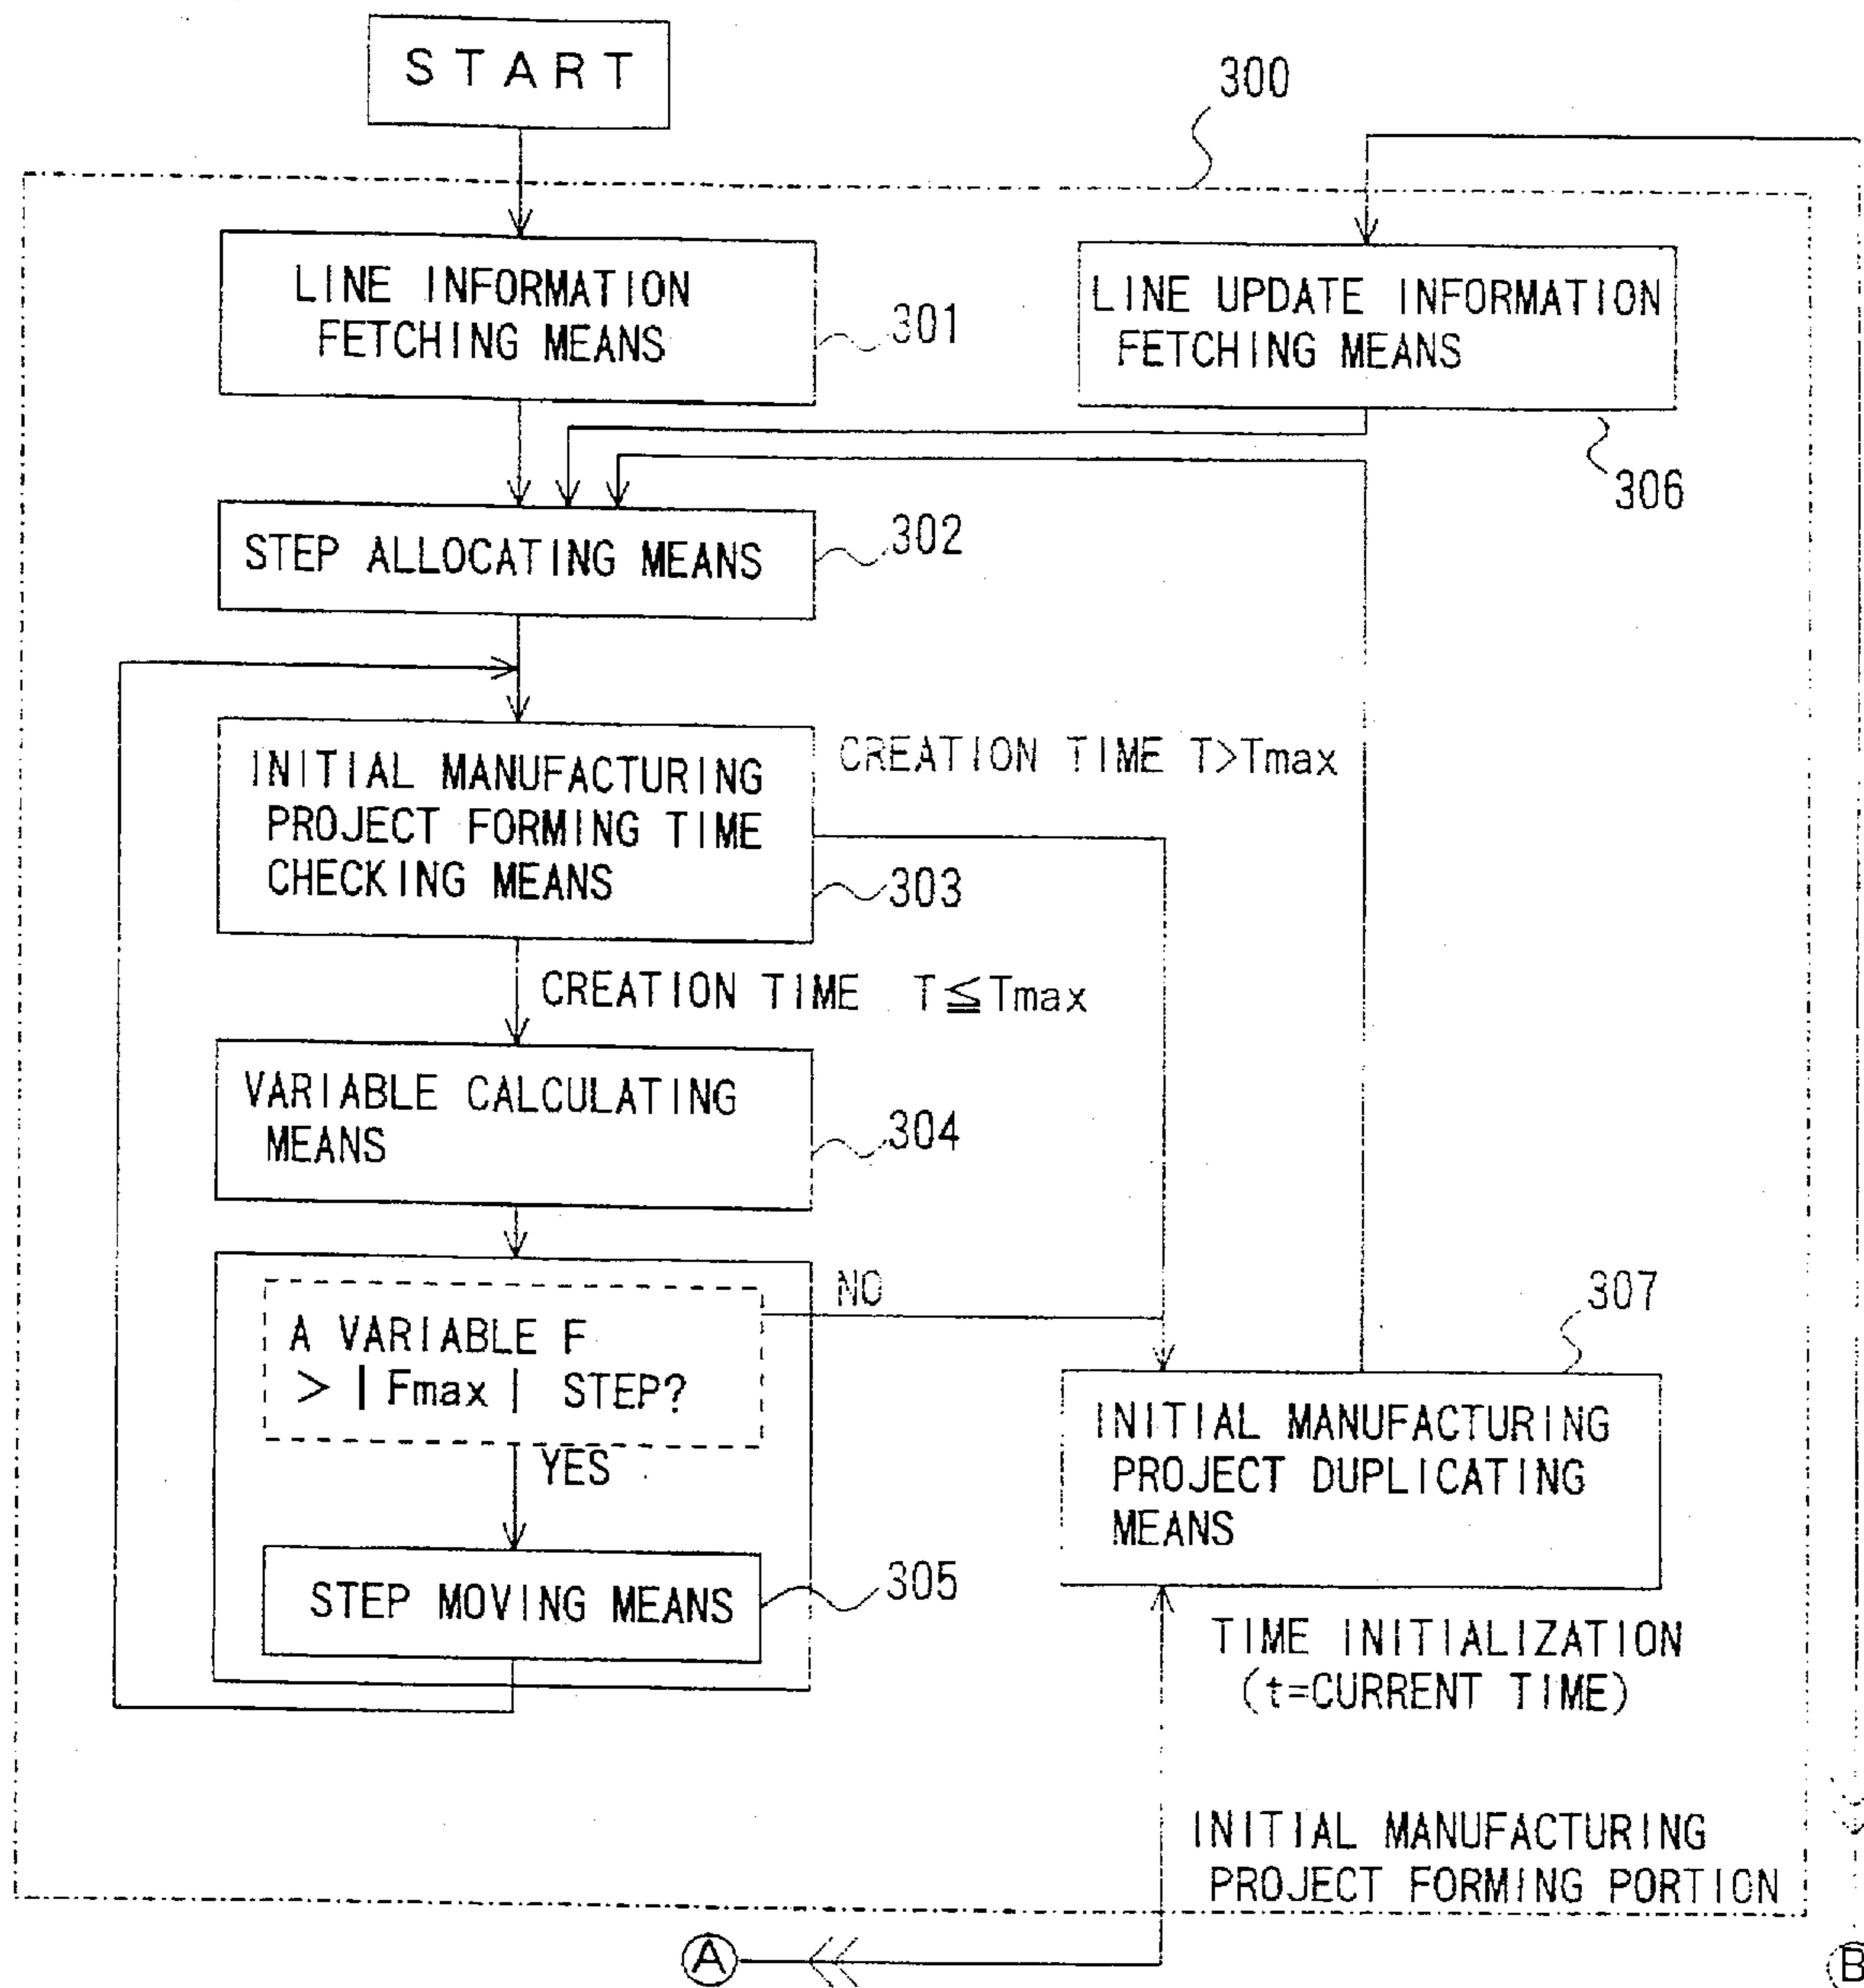 START
300
LINE INFORMATION
FETCHING MEANS
301
LINE UPDATE INFORMATION
FETCHING MEANS
306
STEP ALLOCATING MEANS
302
INITIAL MANUFACTURING
PROJECT FORMING TIME
CHECKING MEANS
303
CREATION TIME T>Tmax
CREATION TIME T≦Tmax
VARIABLE CALCULATING
MEANS
304
A VARIABLE F
> | Fmax | STEP?
NO
YES
STEP MOVING MEANS
305
307
INITIAL MANUFACTURING
PROJECT DUPLICATING
MEANS
TIME INITIALIZATION
(t=CURRENT TIME)
INITIAL MANUFACTURING
PROJECT FORMING PORTION
A
B